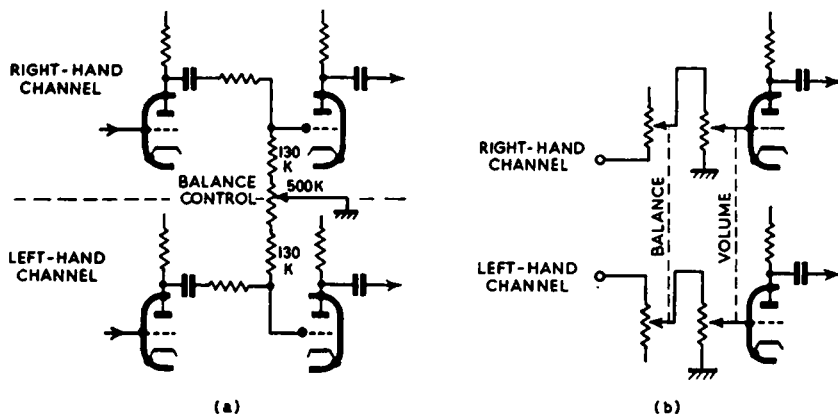 RIGHT-HAND
CHANNEL
130
K
BALANCE
CONTROL
500K
LEFT-HAND
CHANNEL
130
K
(a)
RIGHT-HAND
CHANNEL
BALANCE
VOLUME
LEFT-HAND
CHANNEL
(b)